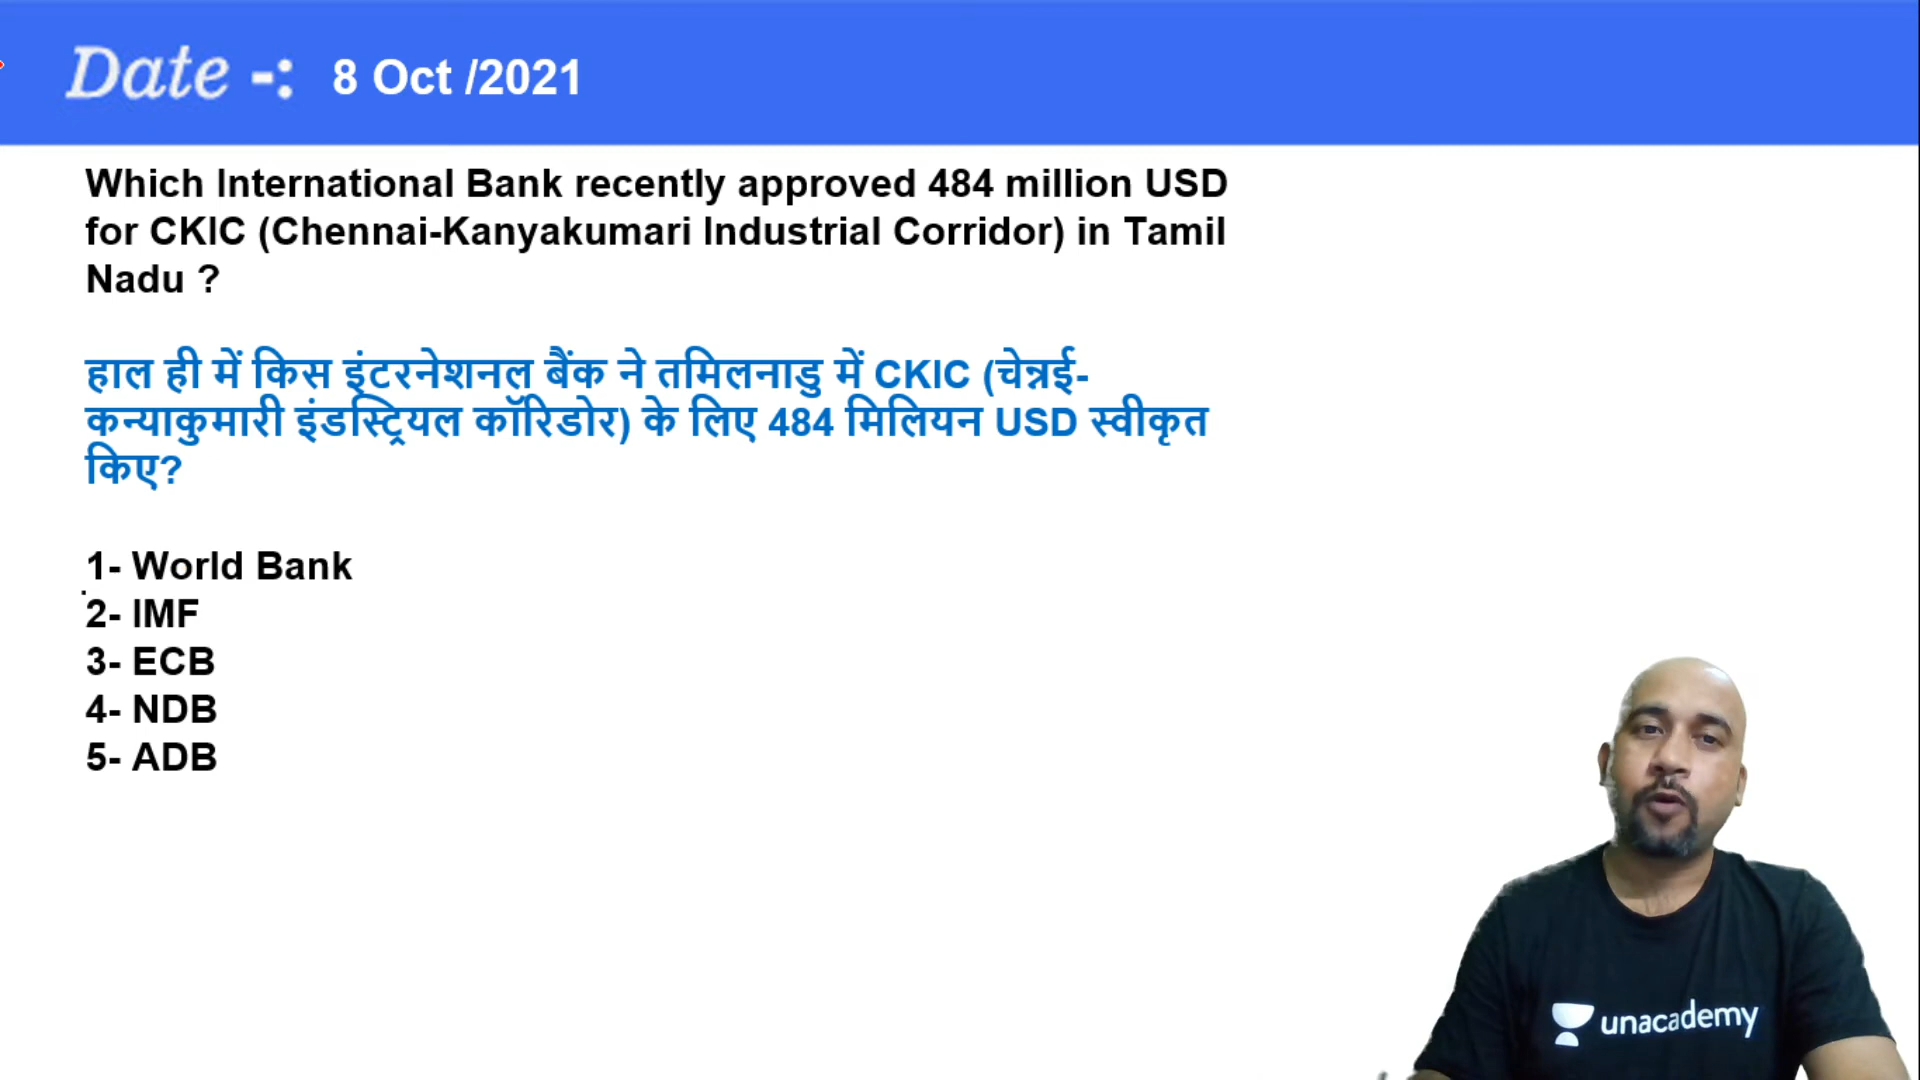 Date -: 8 Oct /2021
Which International Bank recently approved 484 million USD
for CKIC (Chennai-Kanyakumari Industrial Corridor) in Tamil
Nadu ?
हाल ही में किस इंटरनेशनल बैंक ने तमिलनाडु में CKIC (चेन्नई-
कन्याकुमारी इंडस्ट्रियल कॉरिडोर) के लिए 484 मिलियन USD स्वीकृत
किए?
1- World Bank
2- IMF
3- ECB
4- NDB
5- ADB
unacademy